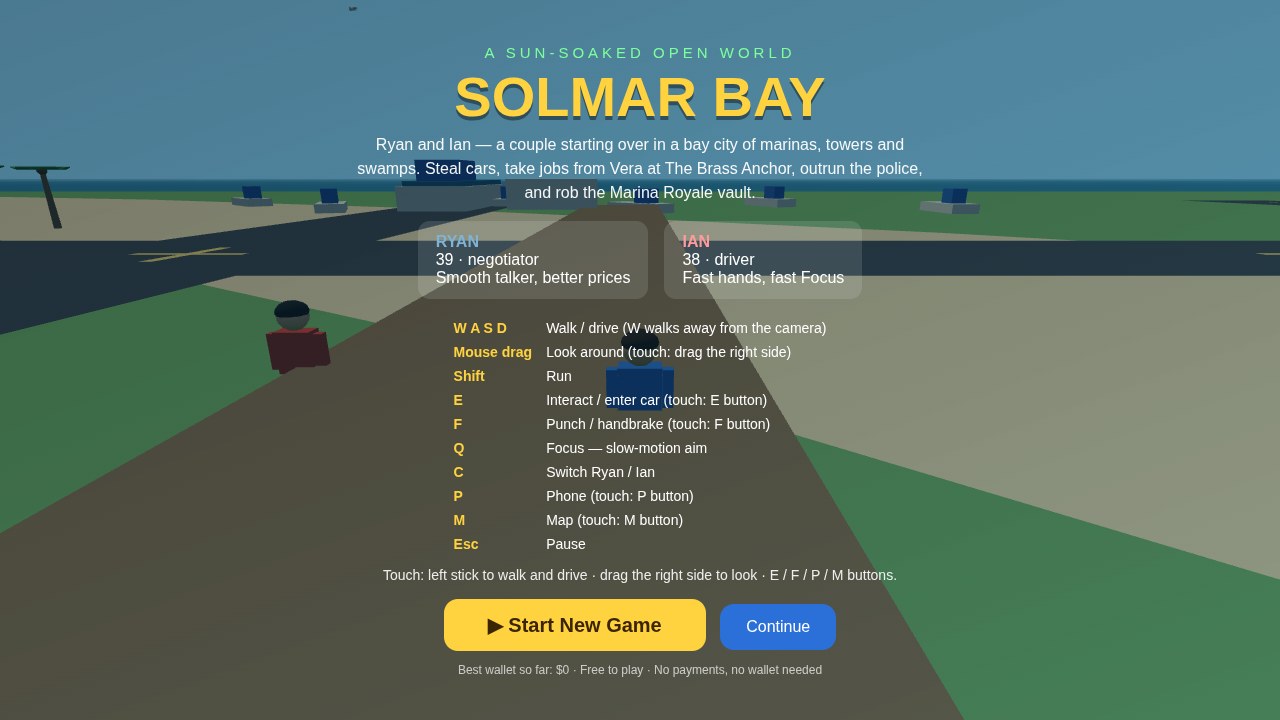 A SUN-SOAKED OPEN WORLD
SOLMAR BAY
Ryan and Ian — a couple starting over in a bay city of marinas, towers and
swamps. Steal cars, take jobs from Vera at The Brass Anchor, outrun the police,
and rob the Marina Royale vault.
RYAN
39 · negotiator
Smooth talker, better prices
IAN
38 · driver
Fast hands, fast Focus
W A S D Walk / drive (W walks away from the camera)
Mouse drag Look around (touch: drag the right side)
Shift Run
E Interact / enter car (touch: E button)
F Punch / handbrake (touch: F button)
Q Focus — slow-motion aim
C Switch Ryan / Ian
P Phone (touch: P button)
M Map (touch: M button)
Esc Pause
Touch: left stick to walk and drive · drag the right side to look · E / F / P / M buttons.
▶ Start New Game
Continue
Best wallet so far: $0 · Free to play · No payments, no wallet needed